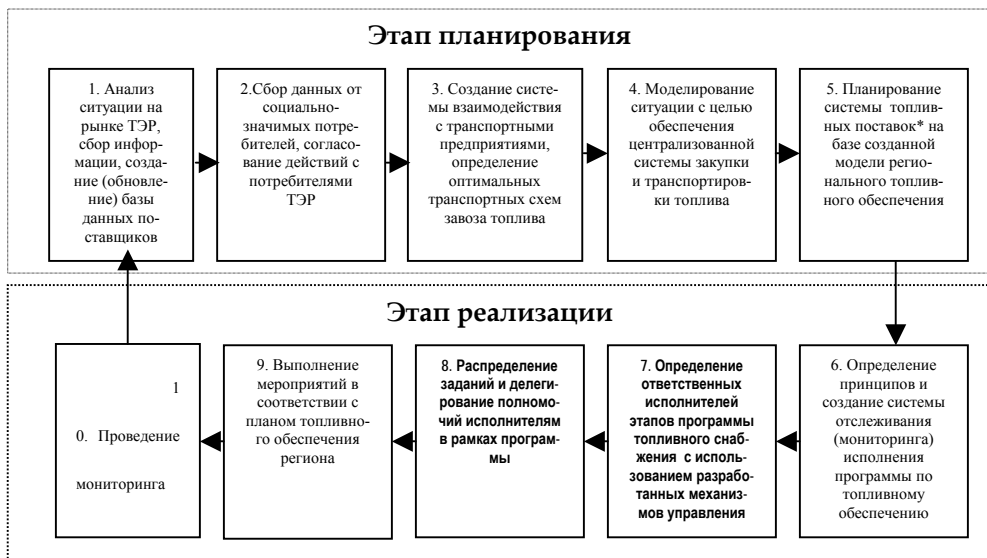 Этап планирования
1. Анализ
ситуации на
рынке ТЭР,
сбор инфор-
мации, созда-
ние (обновле-
ние) базы
данных по-
ставщиков
2.Сбор данных от
социально-
значимых потре-
бителей, согла-
сование действий с
потребителями
ТЭР
3. Создание систе-
мы взаимодействия
с транспортными
предприятиями,
определение
оптимальных
транспортных схем
завоза топлива
4. Моделирование
ситуации с целью
обеспечения
централизованной
системы закупки
и транспортиров-
ки топлива
5. Планирование
системы топлив-
ных поставок* на
базе созданной
модели регио-
нального топлив-
ного обеспечения
Этап реализации
1
0. Проведение
мониторинга
9. Выполнение
мероприятий в
соответствии с
планом топливно-
го обеспечения
региона
8. Распределение
заданий и делеги-
рование полномо-
чий исполнителям
в рамках програм-
мы
7. Определение
ответственных
исполнителей
этапов программы
топливного снаб-
жения с исполь-
зованием разрабо-
танных механиз-
мов управления
6. Определение
принципов и
создание системы
отслеживания
(мониторинга)
исполнения
программы по
топливному
обеспечению